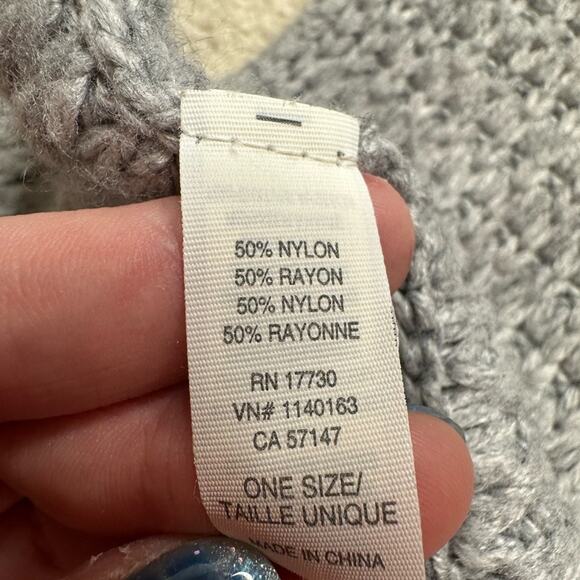 50% NYLON
50% RAYON
50% NYLON
50% RAYONNE
RN 17730
VN# 1140163
CA 57147
ONE SIZE/
TAILLE UNIQUE
MADE IN CHINA